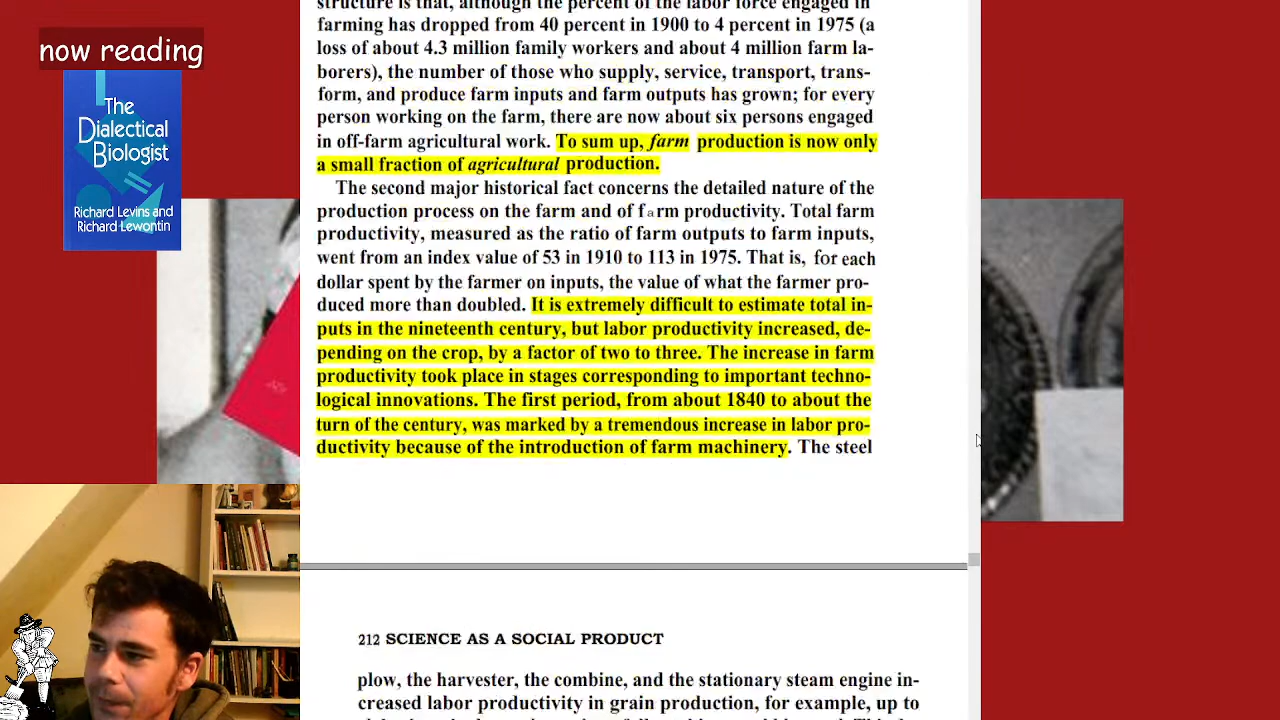 now reading
The
Dialectical
Biologist
Richard Levins and
Richard Lewontin
structure is that, although the percent of the labor force engaged in
farming has dropped from 40 percent in 1900 to 4 percent in 1975 (a
loss of about 4.3 million family workers and about 4 million farm la-
borers), the number of those who supply, service, transport, trans-
form, and produce farm inputs and farm outputs has grown; for every
person working on the farm, there are now about six persons engaged
in off-farm agricultural work. To sum up, farm production is now only
a small fraction of agricultural production.
The second major historical fact concerns the detailed nature of the
production process on the farm and of farm productivity. Total farm
productivity, measured as the ratio of farm outputs to farm inputs,
went from an index value of 53 in 1910 to 113 in 1975. That is, for each
dollar spent by the farmer on inputs, the value of what the farmer pro-
duced more than doubled. It is extremely difficult to estimate total in-
puts in the nineteenth century, but labor productivity increased, de-
pending on the crop, by a factor of two to three. The increase in farm
productivity took place in stages corresponding to important techno-
logical innovations. The first period, from about 1840 to about the
turn of the century, was marked by a tremendous increase in labor pro-
ductivity because of the introduction of farm machinery. The steel
212 SCIENCE AS A SOCIAL PRODUCT
plow, the harvester, the combine, and the stationary steam engine in-
creased labor productivity in grain production, for example, up to